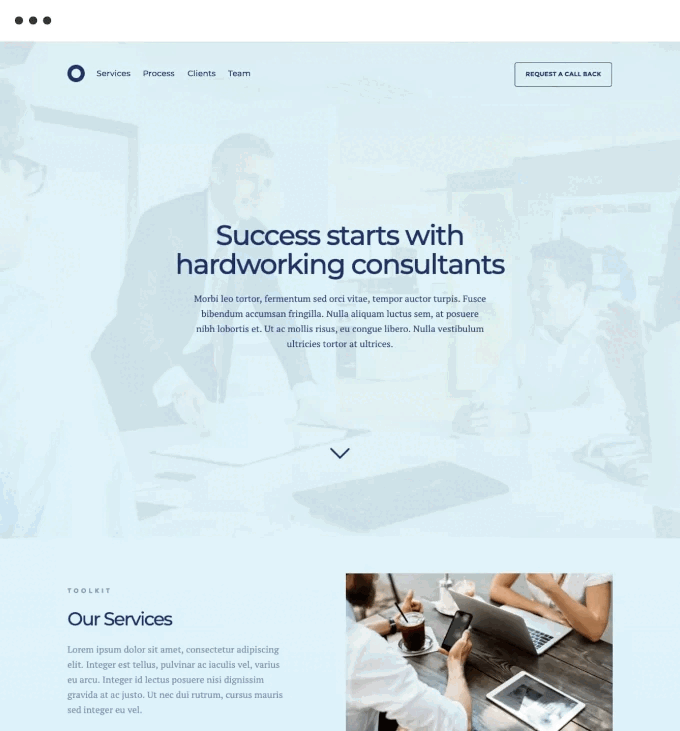 Services Process Clients Team REQUEST A CALL BACK
Success starts with
hardworking consultants
Morbi leo tortor, fermentum sed orci vitae, tempor auctor turpis. Fusce
bibendum accumsan fringilla. Nulla aliquam luctus sem, at posuere
nibh lobortis et. Ut ac mollis risus, eu congue libero. Nulla vestibulum
ultricies tortor at ultrices.
TOOLKIT
Our Services
Lorem ipsum dolor sit amet, consectetur adipiscing
elit. Integer est tellus, pulvinar ac iaculis vel, varius
eu arcu. Integer id lectus posuere nisi dignissim
gravida at ac justo. Ut nec dui rutrum, cursus mauris
sed integer eu vel.